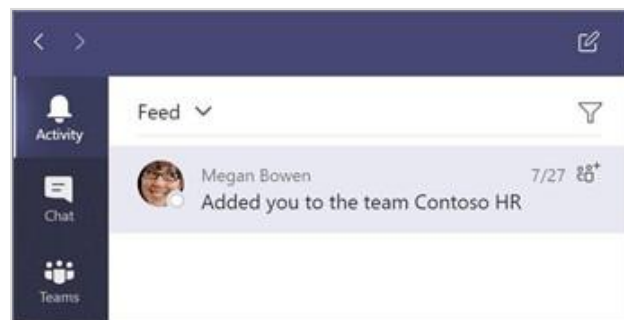 Activity
Chat
Teams
Feed
Megan Bowen 7/27
Added you to the team Contoso HR